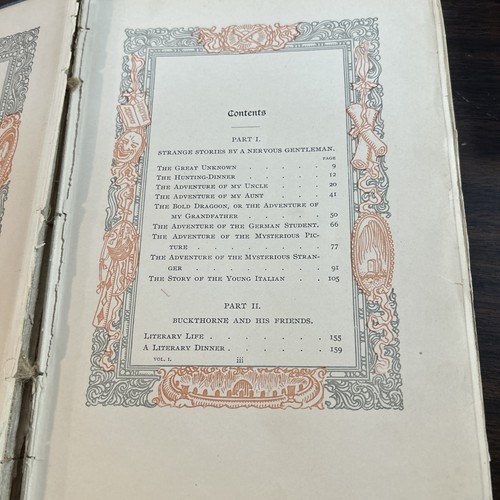 Contents
PART I.
STRANGE STORIES BY A NERVOUS GENTLEMAN.
PAGE
THE GREAT UNKNOWN . . . . . 9
THE HUNTING-DINNER . . . . . 12
THE ADVENTURE OF MY UNCLE . . . . 20
THE ADVENTURE OF MY AUNT . . . . 41
THE BOLD DRAGOON, OR THE ADVENTURE OF
MY GRANDFATHER . . . . . 50
THE ADVENTURE OF THE GERMAN STUDENT. 66
THE ADVENTURE OF THE MYSTERIOUS PIC-
TURE . . . . . . . 77
THE ADVENTURE OF THE MYSTERIOUS STRAN-
GER . . . . . . . 91
THE STORY OF THE YOUNG ITALIAN . . 105
PART II.
BUCKTHORNE AND HIS FRIENDS.
LITERARY LIFE . . . . . . 155
A LITERARY DINNER . . . . . . 159
VOL. I. iii